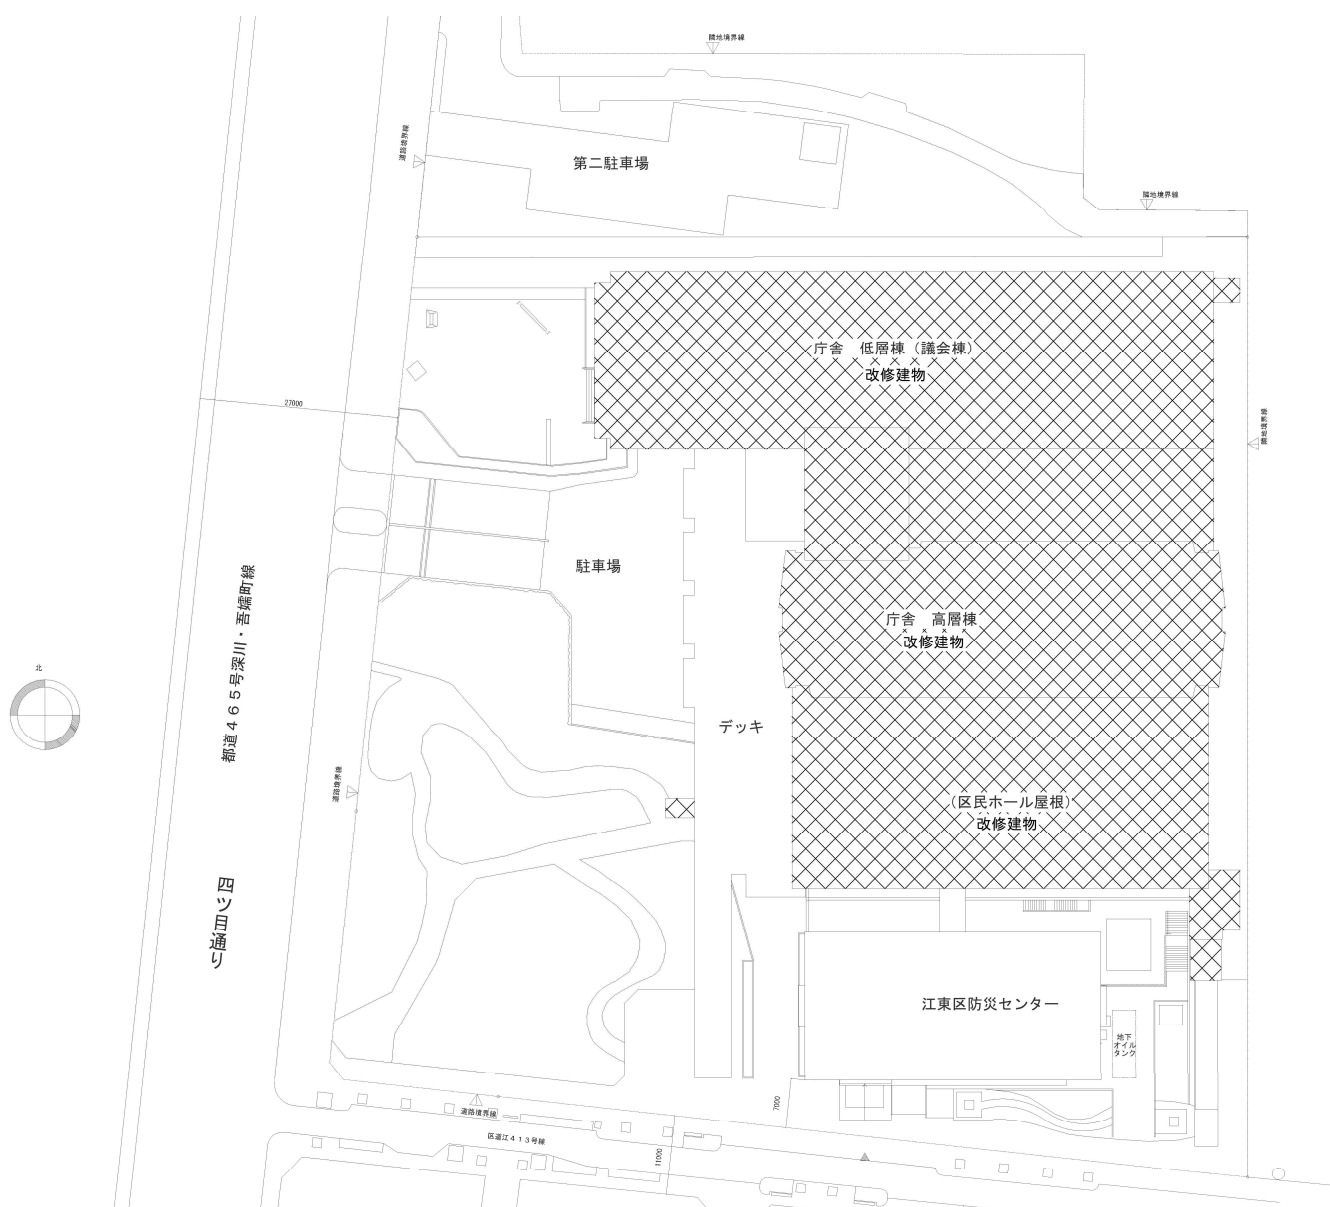 隣地境界線
道路境界線
第二駐車場
隣地境界線
庁舎　低層棟（議会棟）
改修建物
27000
隣地境界線
駐車場
都道４６５号深川・吾嬬町線
庁舎　高層棟
改修建物
北
デッキ
道路境界線
（区民ホール屋根）
改修建物
四ツ目通り
江東区防災センター
地下
オイル
タンク
7000
道路境界線
区道江４１３号線
11000